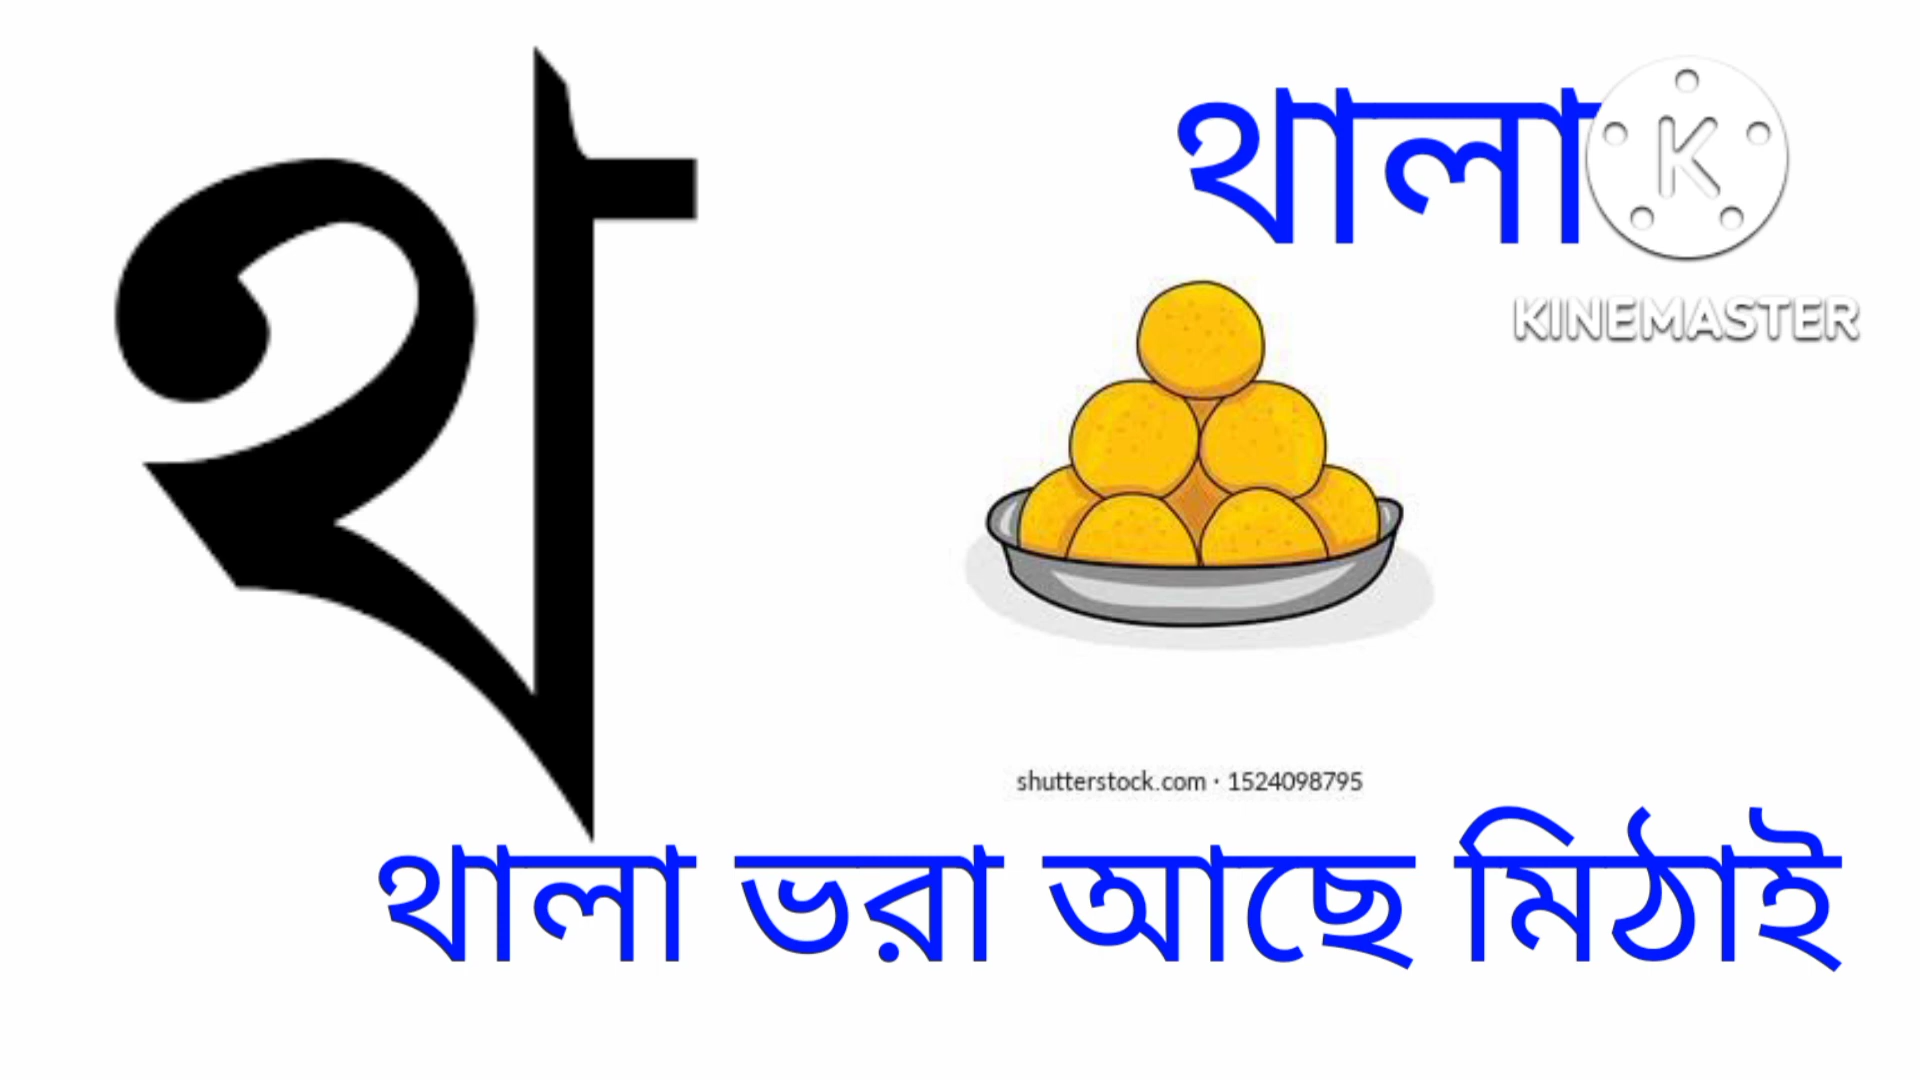 থ
থালা
K
KINEMASTER
shutterstock.com · 1524098795
থালা ভরা আছে মিঠাই